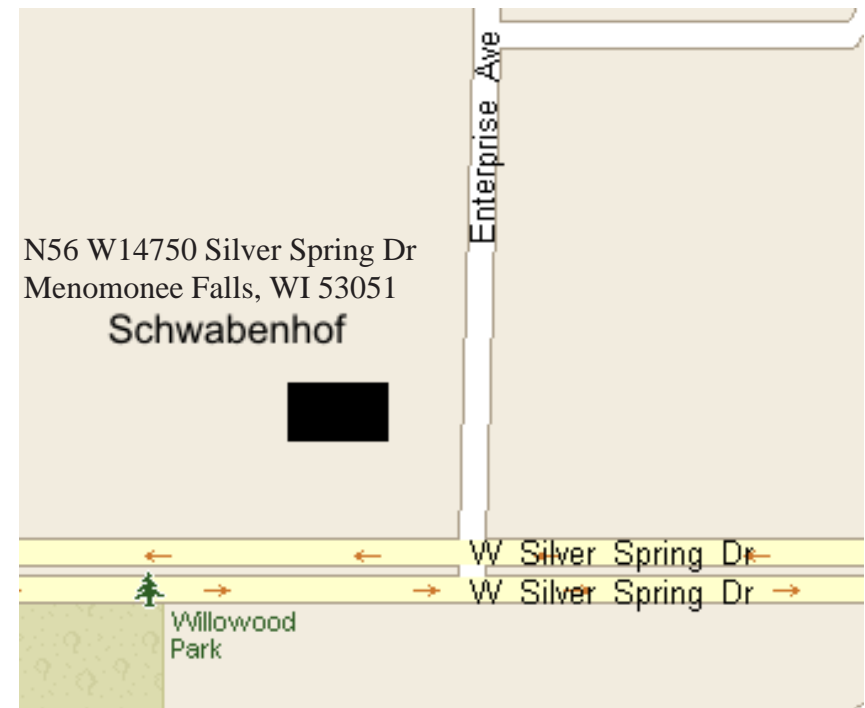 Enterprise Ave
N56 W14750 Silver Spring Dr
Menomonee Falls, WI 53051
Schwabenhof
W Silver Spring Dr
W Silver Spring Dr
Willowood
Park